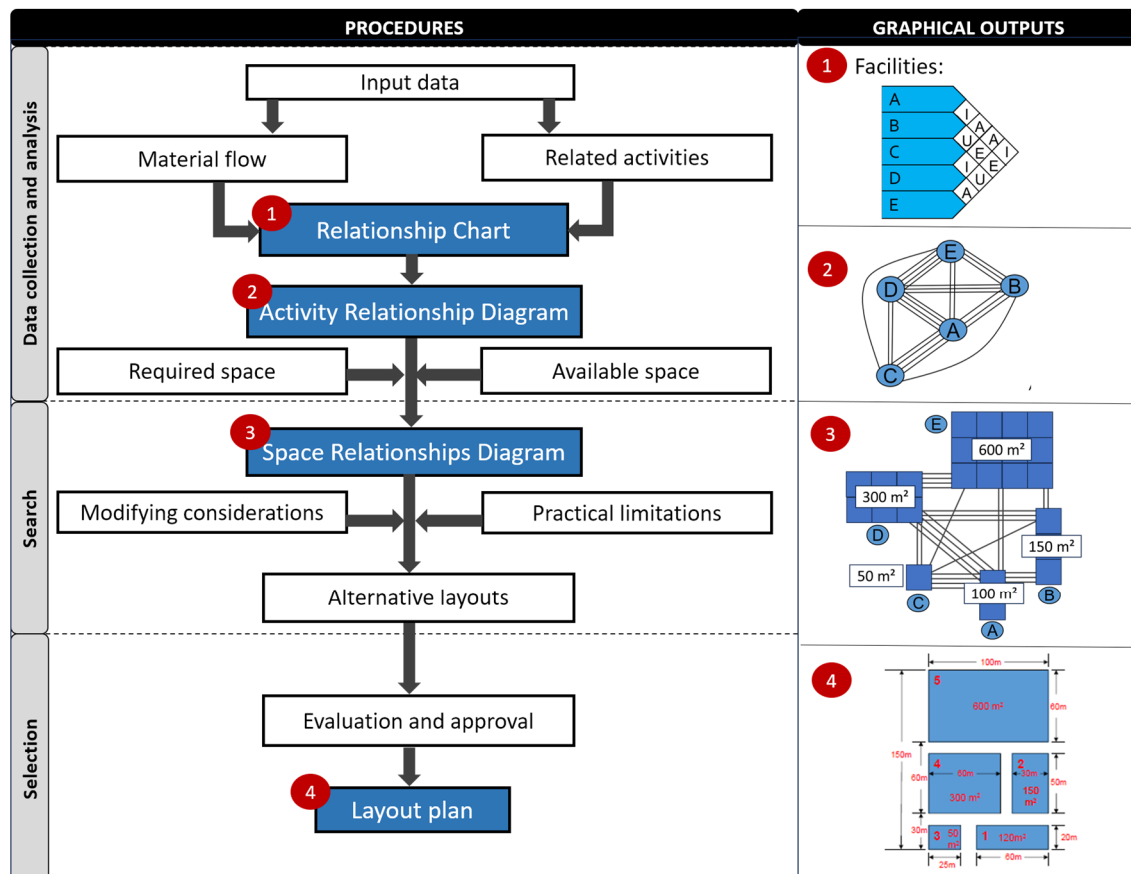 PROCEDURES
GRAPHICAL OUTPUTS
Data collection and analysis
Input data
Material flow
Related activities
1
Relationship Chart
2
Activity Relationship Diagram
Required space
Available space
Search
3
Space Relationships Diagram
Modifying considerations
Practical limitations
Alternative layouts
Selection
Evaluation and approval
4
Layout plan
1
Facilities:
A
B
C
D
E
I
A
U
A
E
I
I
E
U
A
2
E
D
B
A
C
,
3
E
600 m²
300 m²
D
150 m²
50 m²
100 m²
C
B
A
4
100m
5
600 m²
60m
150m
4
60m
2
30m
60m
50m
300 m²
150
m²
30m
3
50
m²
1
120m²
20m
25m
60m